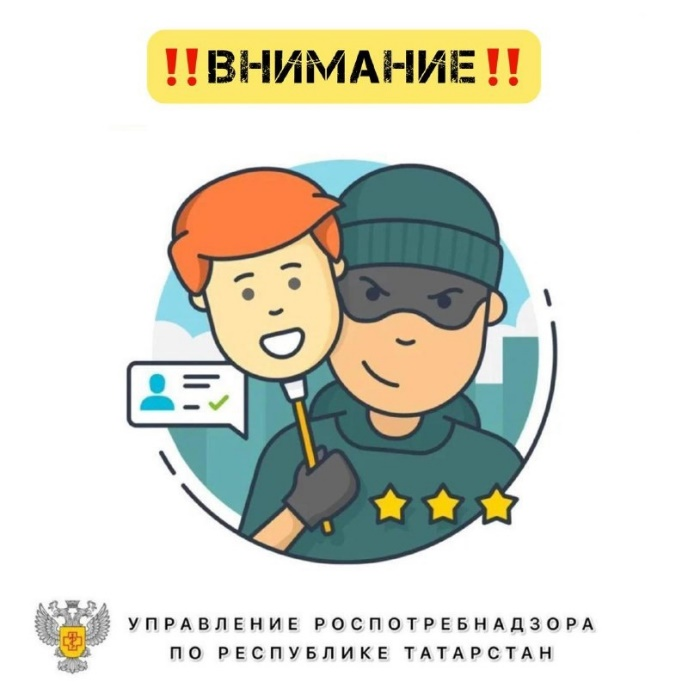 ‼ВНИМАНИЕ‼
УПРАВЛЕНИЕ РОСПОТРЕБНАДЗОРА
ПО РЕСПУБЛИКЕ ТАТАРСТАН